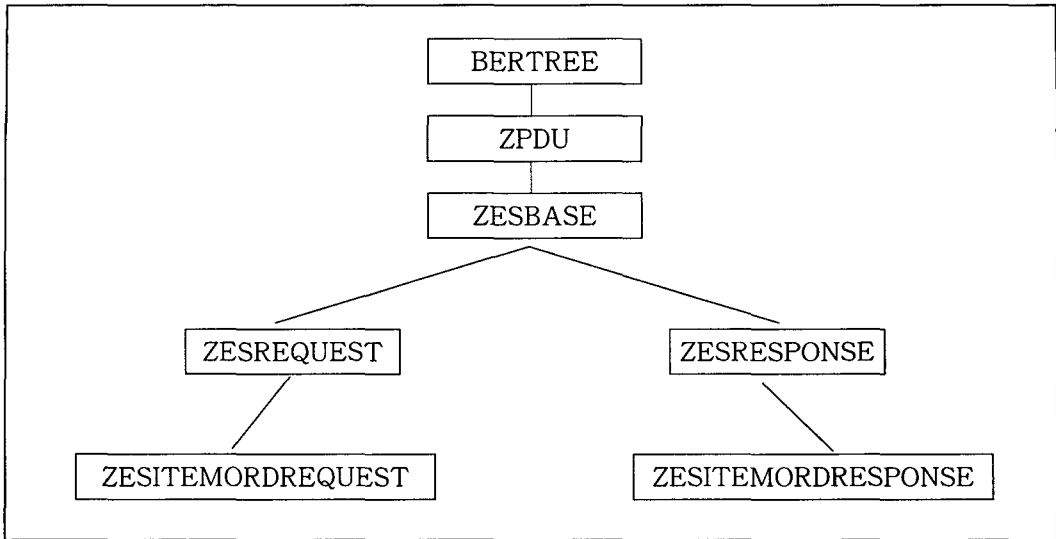 BERTREE
ZPDU
ZESBASE
ZESREQUEST
ZESRESPONSE
ZESITEMORDREQUEST
ZESITEMORDRESPONSE